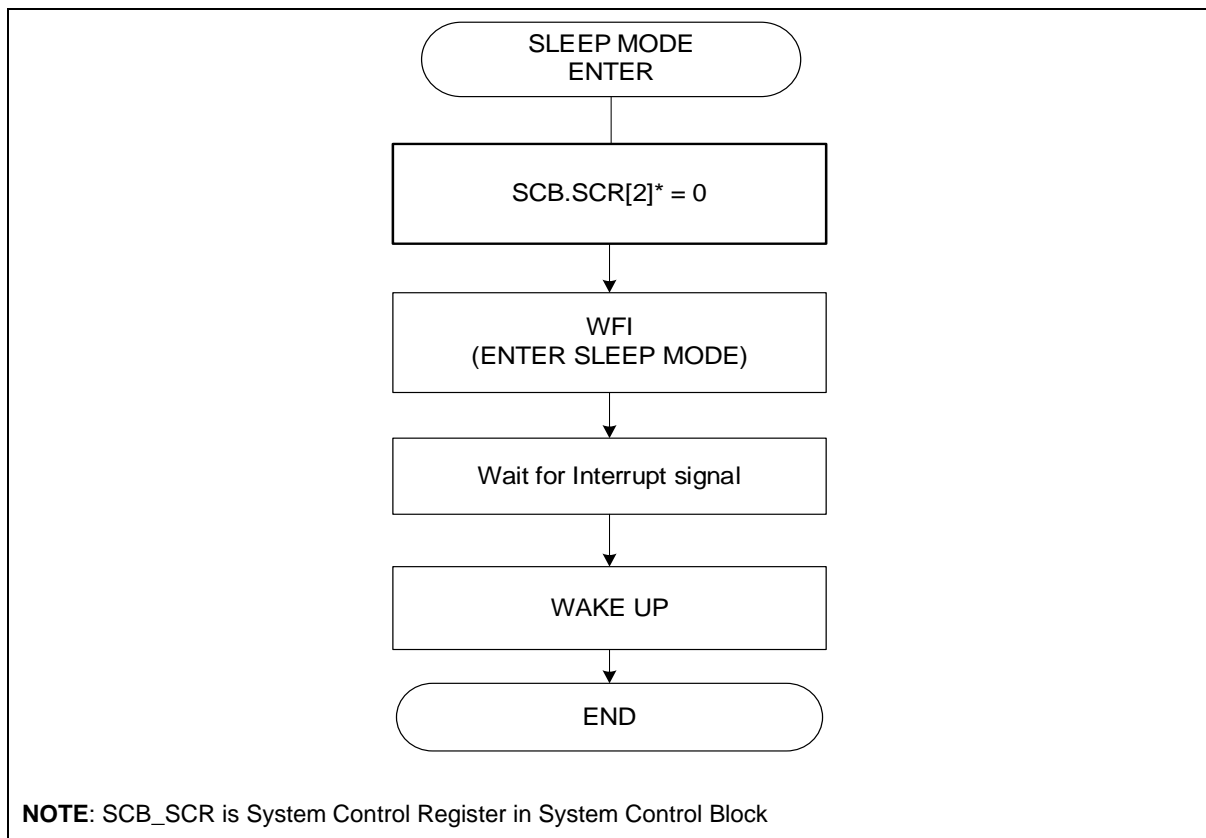 SLEEP MODE
ENTER
SCB.SCR[2]* = 0
WFI
(ENTER SLEEP MODE)
Wait for Interrupt signal
WAKE UP
END
NOTE: SCB_SCR is System Control Register in System Control Block